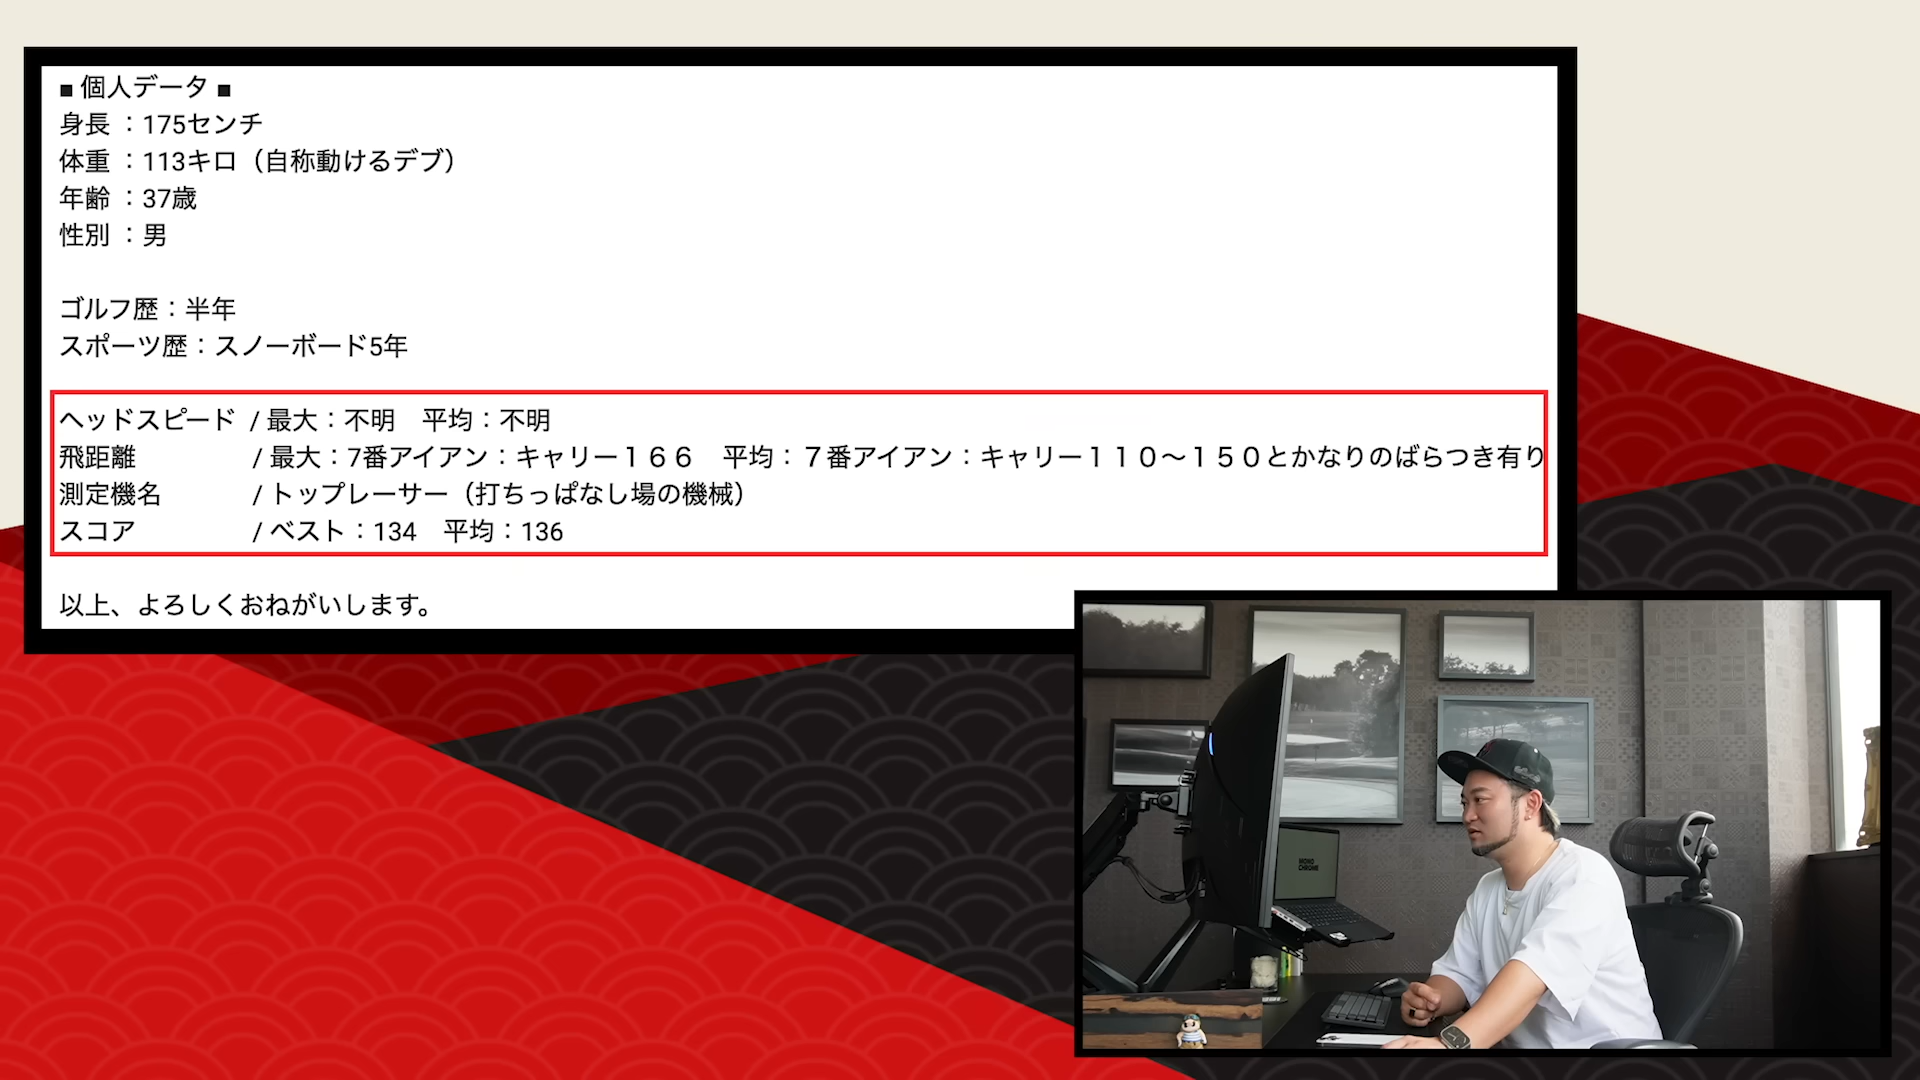 ■ 個人データ ■
身長 ：175センチ
体重 ：113キロ（自称動けるデブ）
年齢 ：37歳
性別 ：男
ゴルフ歴：半年
スポーツ歴：スノーボード5年
ヘッドスピード / 最大：不明　平均：不明
飛距離 / 最大：7番アイアン：キャリー１６６　平均：７番アイアン：キャリー１１０〜１５０とかなりのばらつき有り
測定機名 / トップレーサー（打ちっぱなし場の機械）
スコア / ベスト：134　平均：136
以上、よろしくおねがいします。
MONO
CHROME